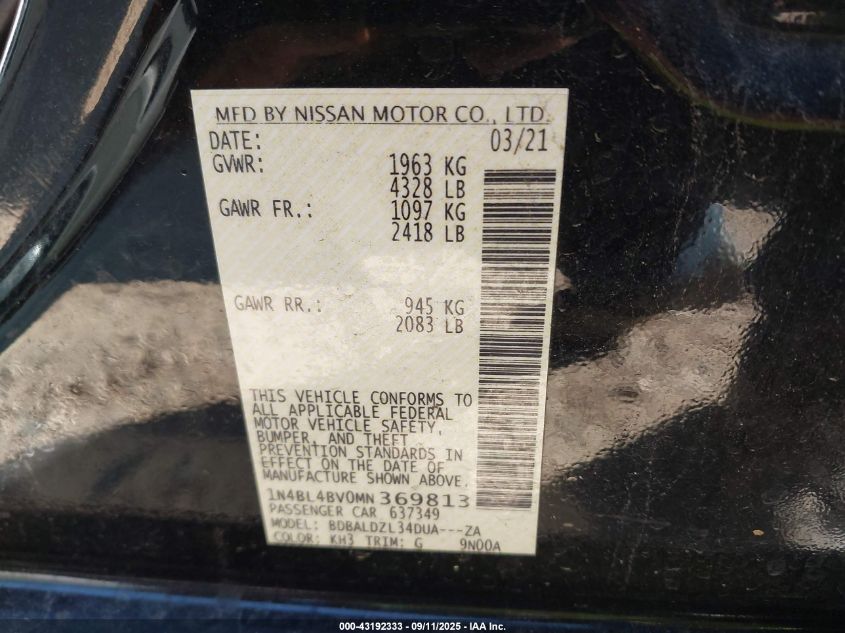 MFD BY NISSAN MOTOR CO., LTD.
DATE: 03/21
GVWR: 1963 KG
4328 LB
GAWR FR.: 1097 KG
2418 LB
GAWR RR.: 945 KG
2083 LB
THIS VEHICLE CONFORMS TO
ALL APPLICABLE FEDERAL
MOTOR VEHICLE SAFETY,
BUMPER, AND THEFT
PREVENTION STANDARDS IN
EFFECT ON THE DATE OF
MANUFACTURE SHOWN ABOVE.
1N4BL4BV0MN369813
PASSENGER CAR 637349
MODEL: BDBALDZL34DUA---ZA
COLOR: KH3 TRIM: G 9N00A
000-43192333 - 09/11/2025 - IAA Inc.